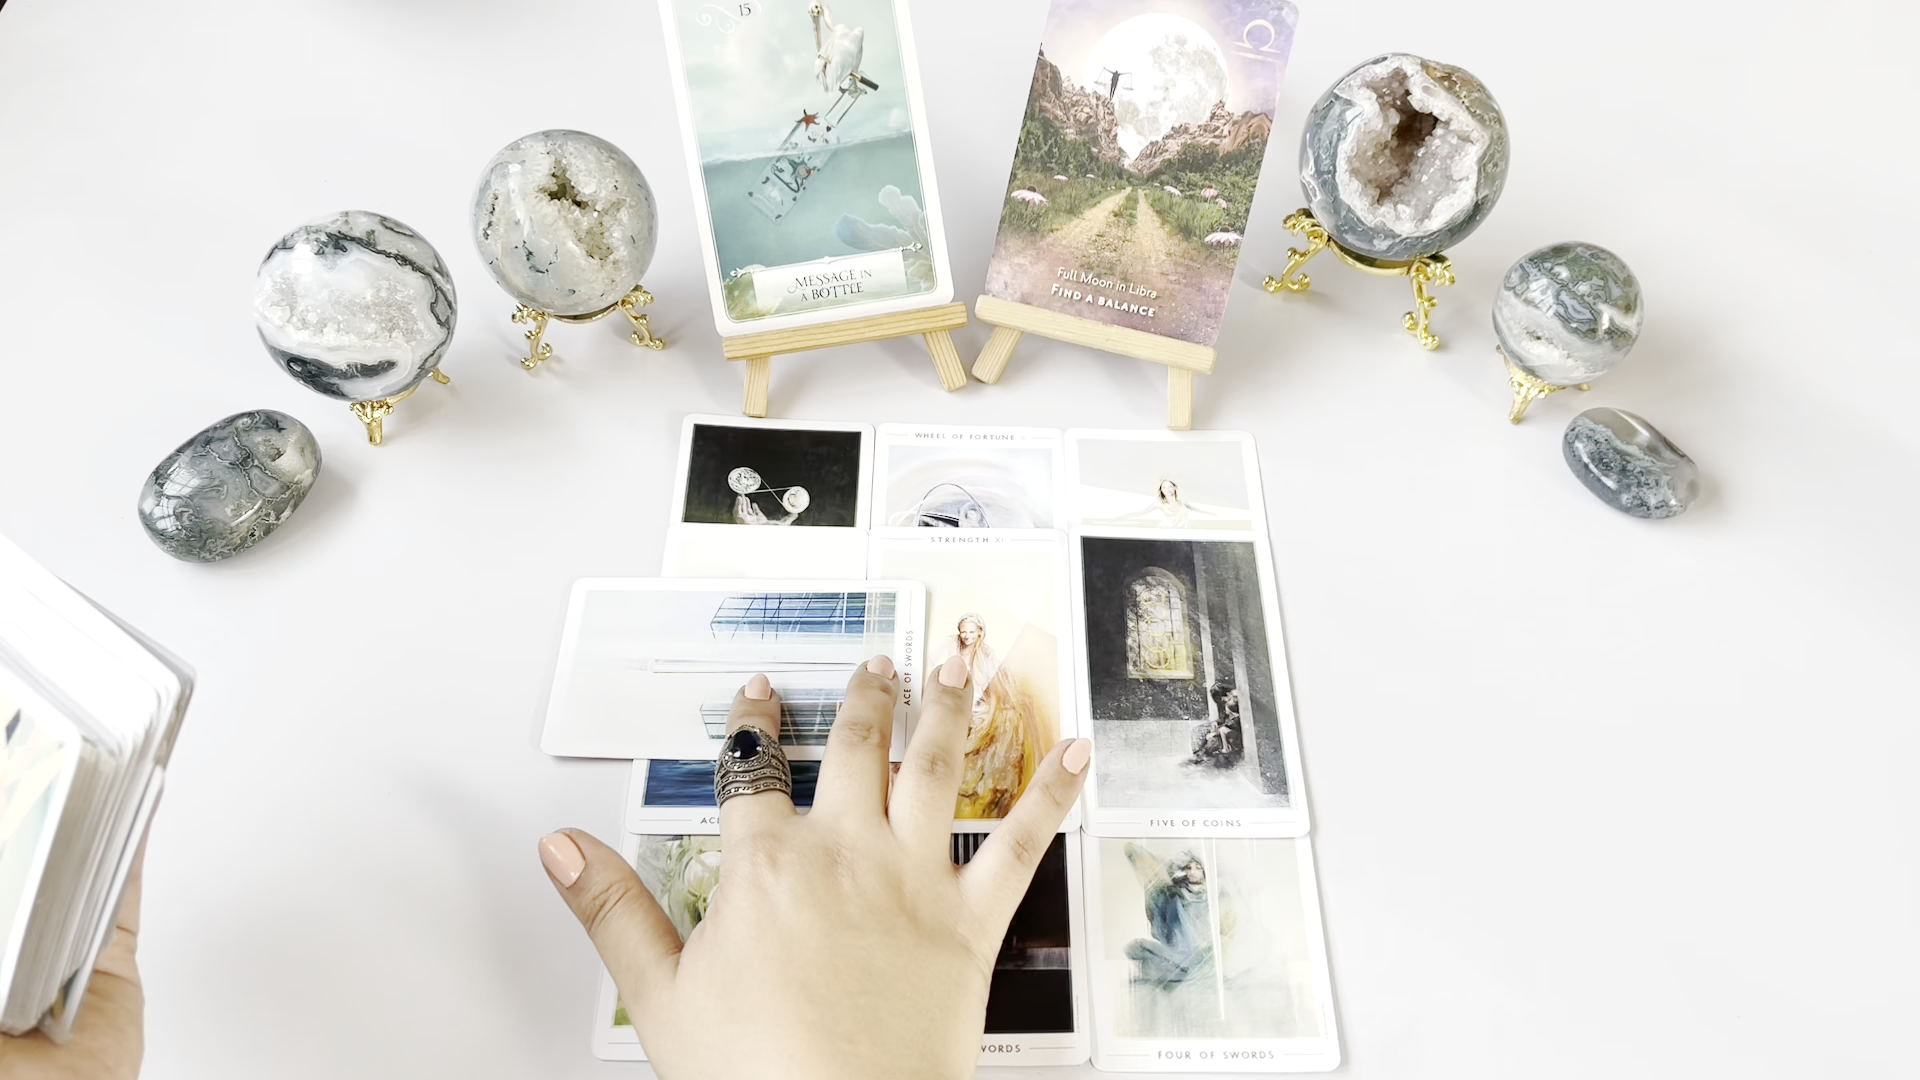 15
MESSAGE IN
A BOTTLE
Full Moon in Libra
FIND A BALANCE
WHEEL OF FORTUNE
STRENGTH XI
ACE OF SWORDS
FIVE OF COINS
FOUR OF SWORDS